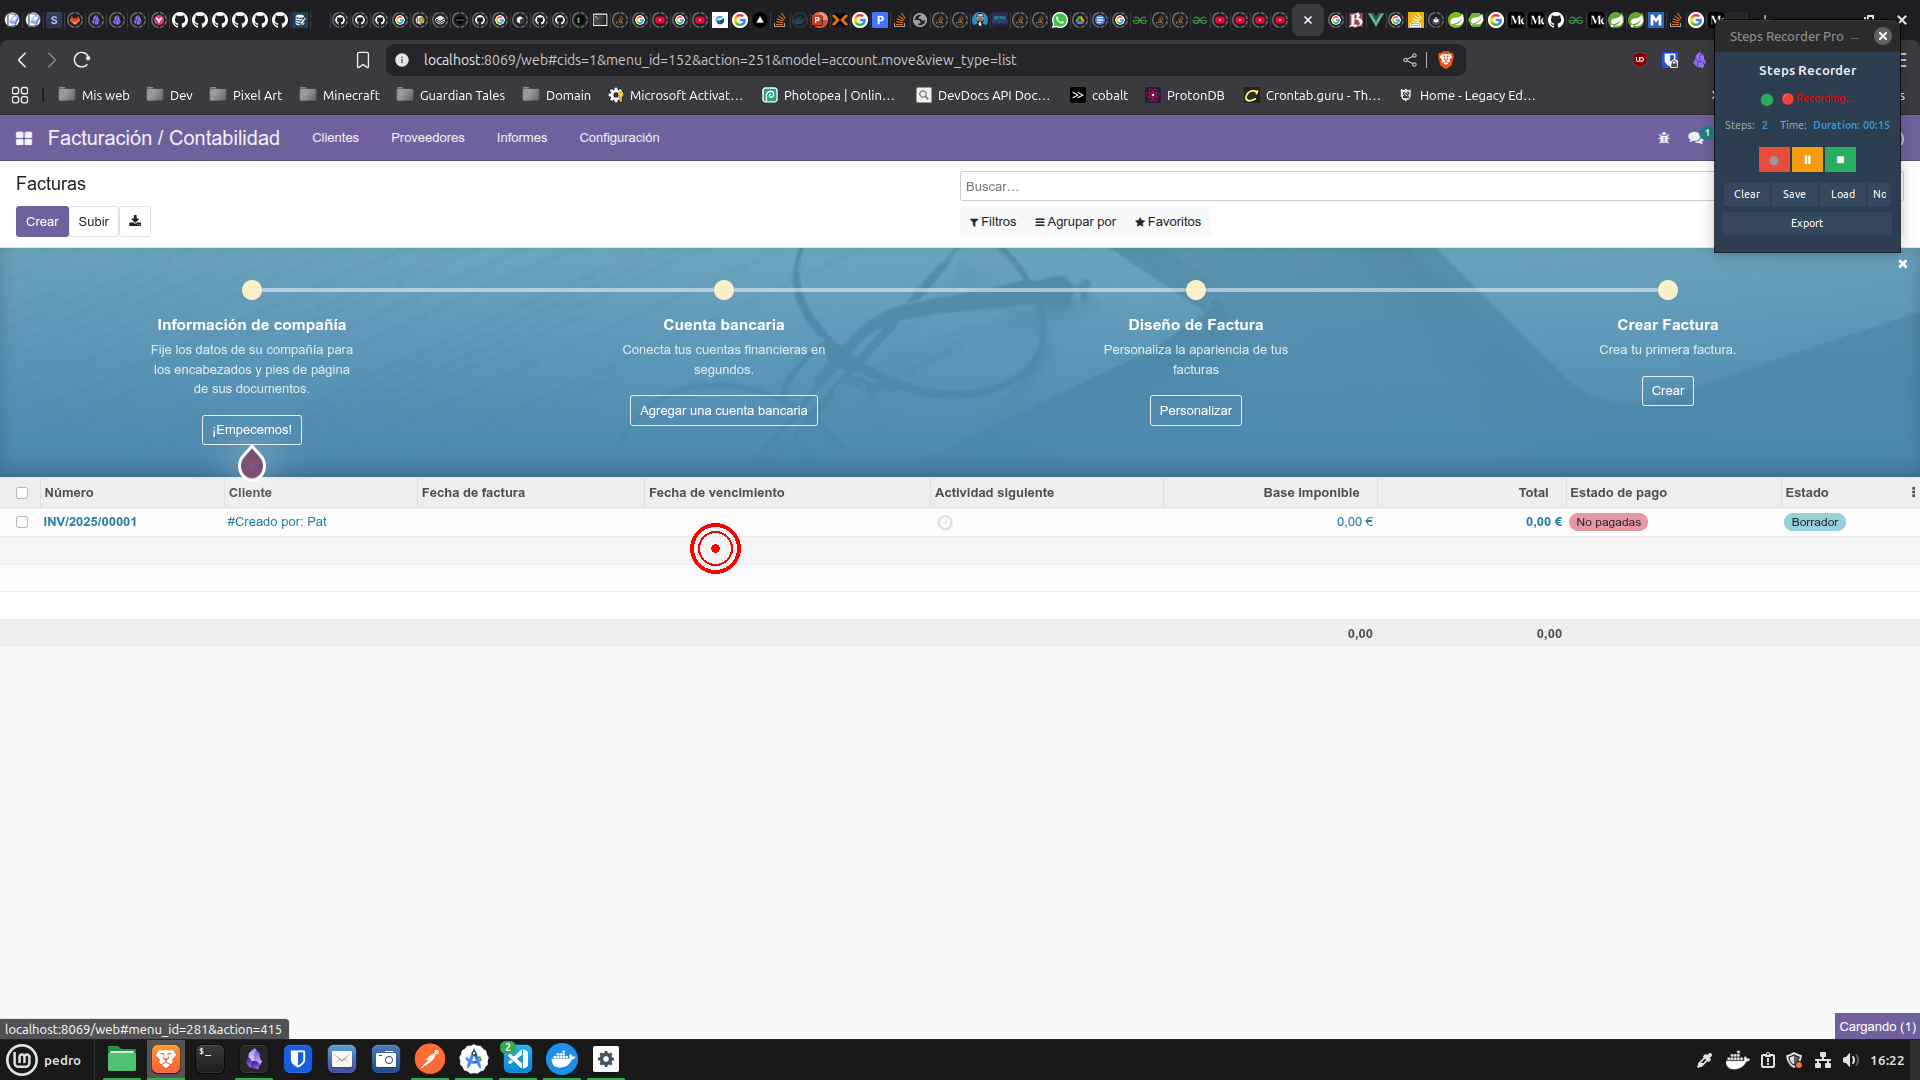 Steps Recorder Pro
localhost:8069/web#cids=1&menu_id=152&action=251&model=account.move&view_type=list
Steps Recorder
Mis web
Dev
Pixel Art
Minecraft
Guardian Tales
Domain
Microsoft Activat...
Photopea | Onlin...
DevDocs API Doc...
cobalt
ProtonDB
Crontab.guru - Th...
Home - Legacy Ed...
Recording...
Steps: 2 Time: Duration: 00:15
Facturación / Contabilidad
Clientes
Proveedores
Informes
Configuración
1
Clear
Save
Load
No
Export
Facturas
Buscar...
Crear
Subir
Filtros
Agrupar por
Favoritos
Información de compañía
Fije los datos de su compañía para
los encabezados y pies de página
de sus documentos.
¡Empecemos!
Cuenta bancaria
Conecta tus cuentas financieras en
segundos.
Agregar una cuenta bancaria
Diseño de Factura
Personaliza la apariencia de tus
facturas
Personalizar
Crear Factura
Crea tu primera factura.
Crear
Número Cliente Fecha de factura Fecha de vencimiento Actividad siguiente Base imponible Total Estado de pago Estado
INV/2025/00001 #Creado por: Pat 0,00 € 0,00 € No pagadas Borrador
0,00 0,00
localhost:8069/web#menu_id=281&action=415
Cargando (1)
pedro
2
16:22